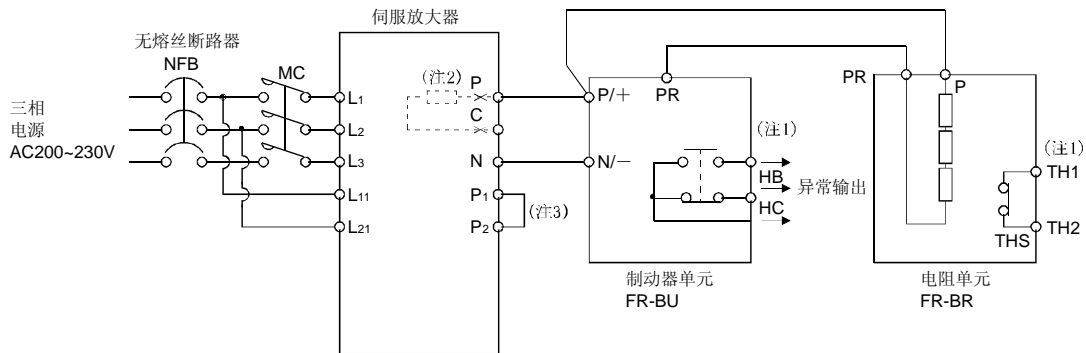 伺服放大器
无熔丝断路器
NFB
MC
三相
电源
AC200~230V
L1
L2
L3
L11
L21
(注2)
P
C
N
P1
P2
(注3)
P/+
PR
N/−
(注1)
HB
HC
异常输出
制动器单元
FR-BU
PR
P
(注1)
TH1
THS
TH2
电阻单元
FR-BR